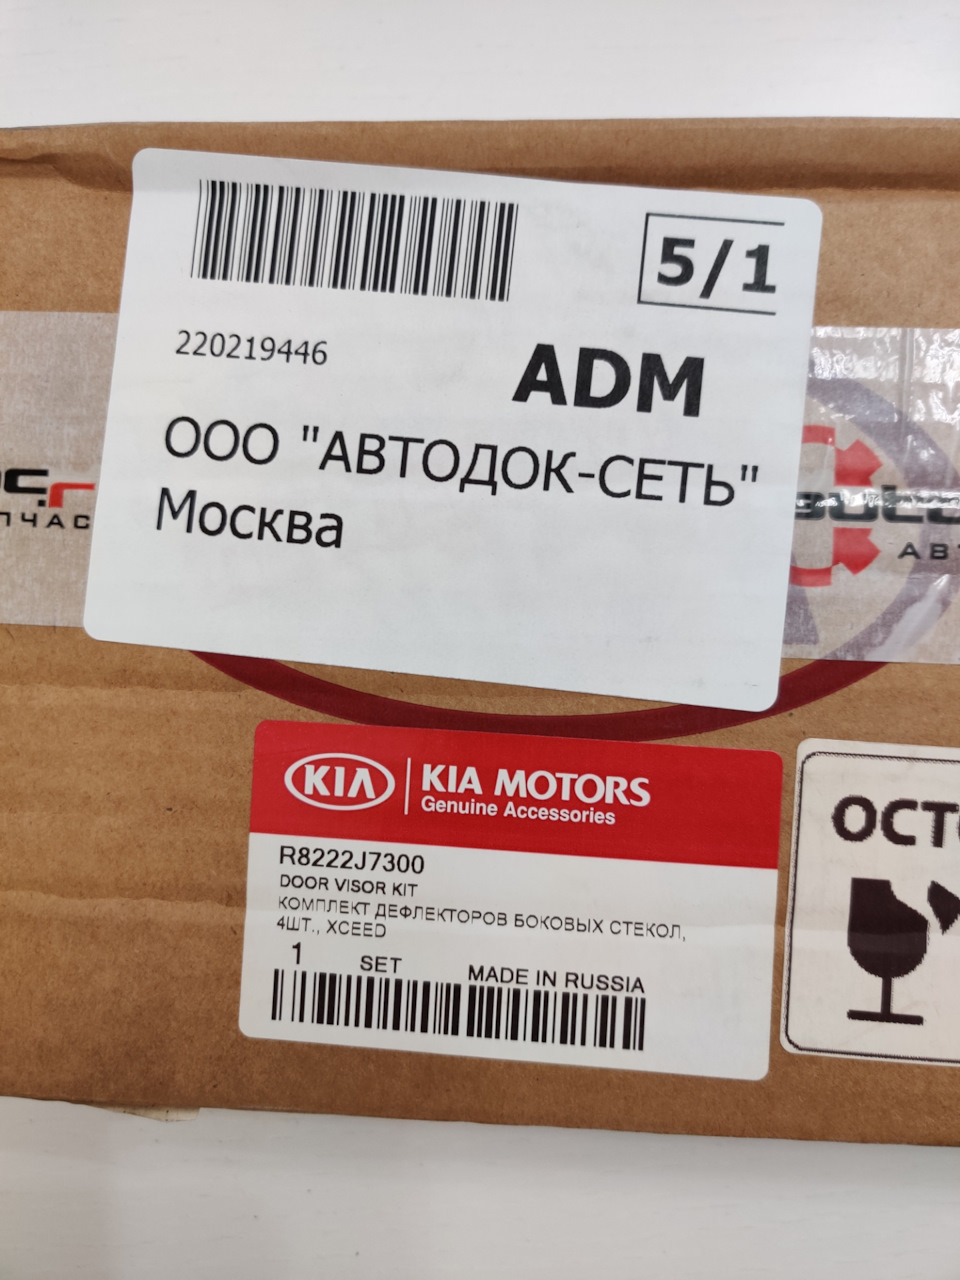 5/1
220219446
ADM
ООО "АВТОДОК-СЕТЬ"
Москва
KIA
KIA MOTORS
Genuine Accessories
R8222J7300
DOOR VISOR KIT
КОМПЛЕКТ ДЕФЛЕКТОРОВ БОКОВЫХ СТЕКОЛ,
4ШТ., XCEED
1 SET MADE IN RUSSIA